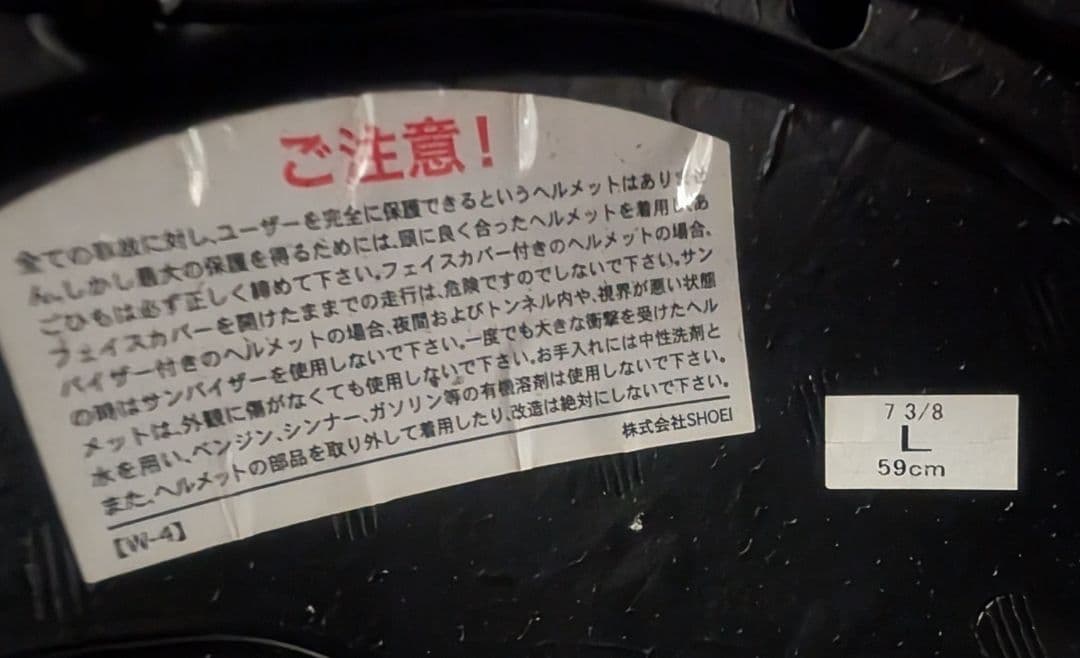 ご注意!
全ての事故に対し、ユーザーを完全に保護できるというヘルメットはありませ
ん。しかし最大の保護を得るためには、頭に良く合ったヘルメットを着用し、あ
ごひもは必ず正しく締めて下さい。フェイスカバー付きのヘルメットの場合、
フェイスカバーを開けたままでの走行は、危険ですのでしないで下さい。サン
バイザー付きのヘルメットの場合、夜間およびトンネル内や、視界が悪い状態
の時はサンバイザーを使用しないで下さい。一度でも大きな衝撃を受けたヘル
メットは、外観に傷がなくても使用しないで下さい。お手入れには中性洗剤と
水を用い、ベンジン、シンナー、ガソリン等の有機溶剤は使用しないで下さい。
また、ヘルメットの部品を取り外して着用したり、改造は絶対にしないで下さい。
株式会社SHOEI
【W-4】
7 3/8
L
59cm